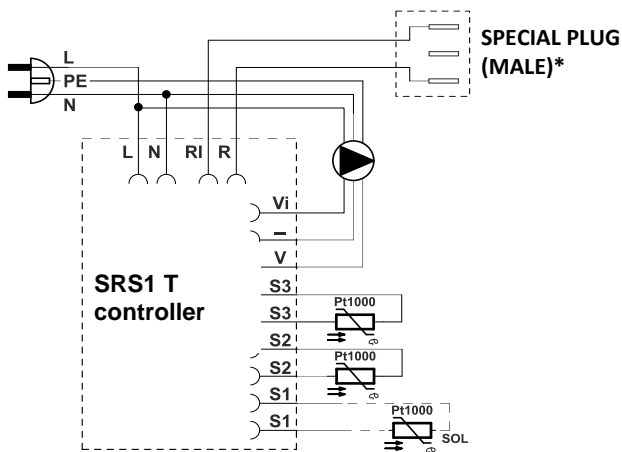 SPECIAL PLUG
(MALE)*
L
PE
N
L N RI R
Vi
–
V
SRS1 T
controller
S3
S3
Pt1000
S2
S2
Pt1000
S1
S1
Pt1000
SOL